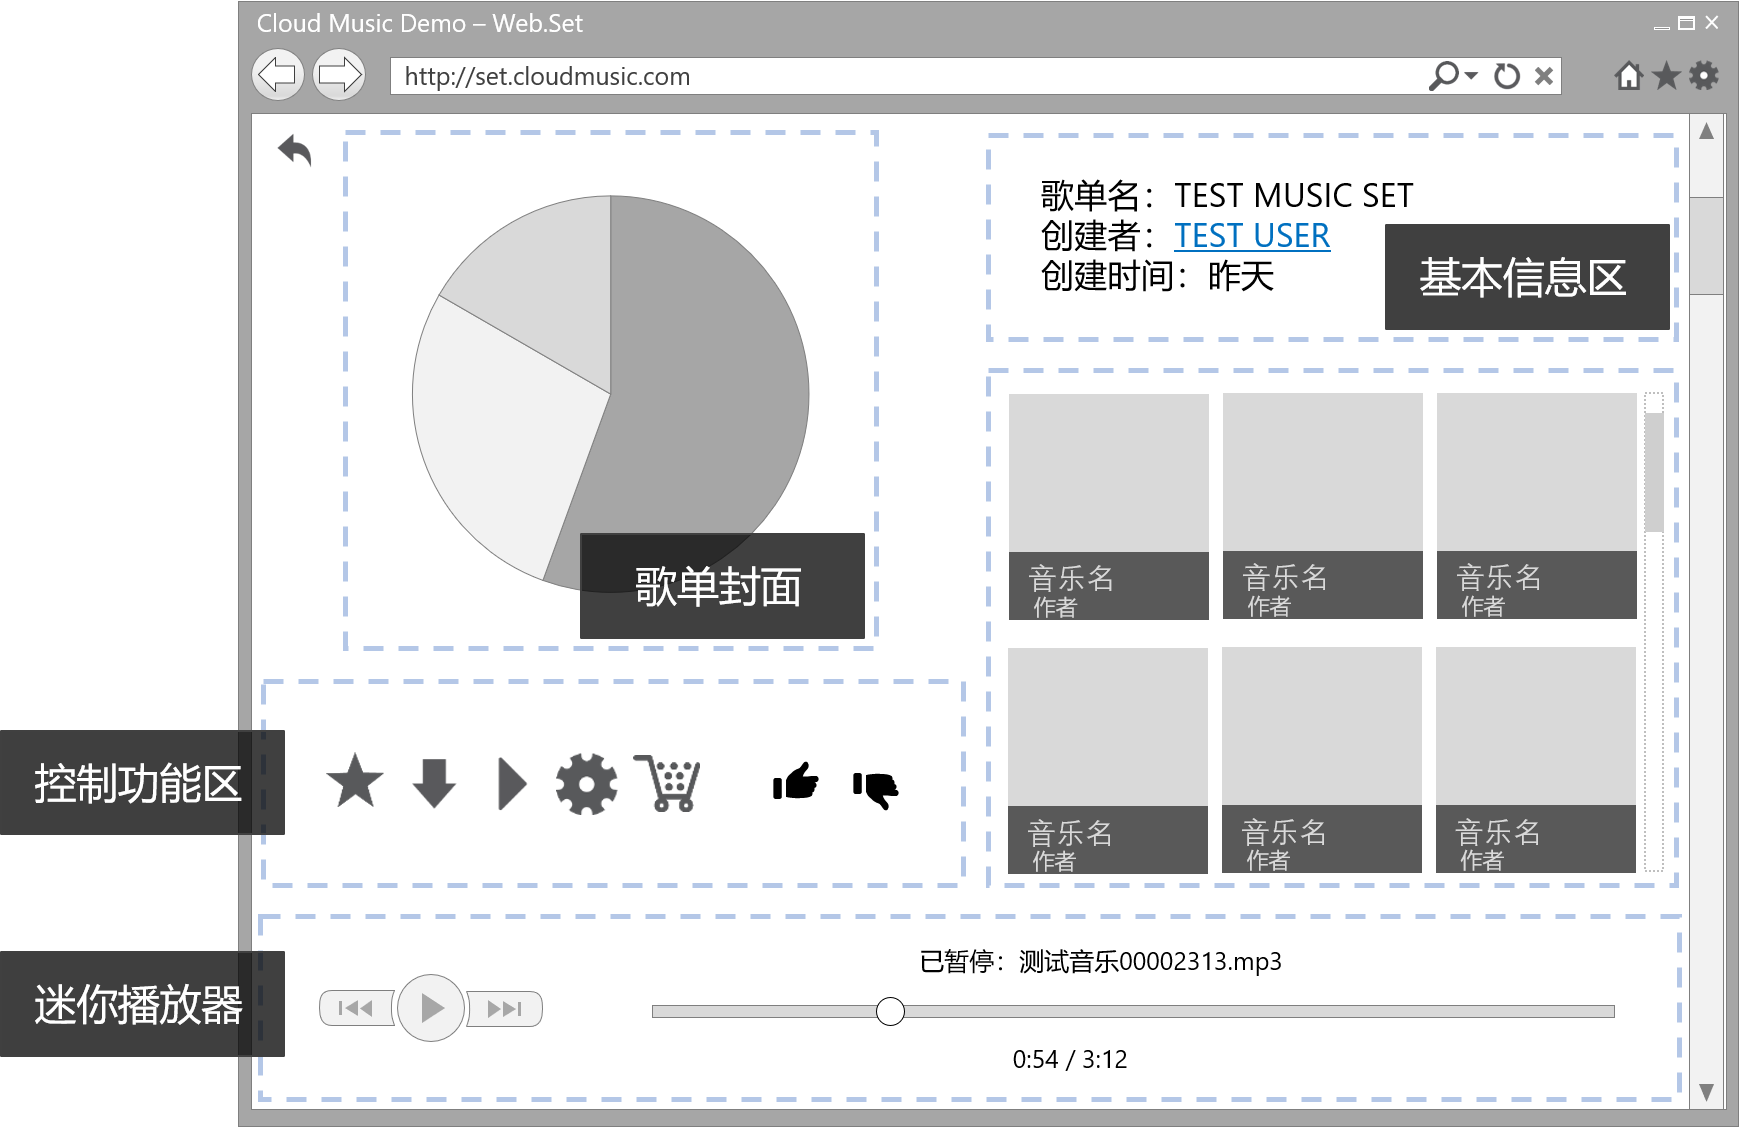 Cloud Music Demo – Web.Set
http://set.cloudmusic.com
歌单名：TEST MUSIC SET
创建者：TEST USER
创建时间：昨天
基本信息区
歌单封面
音乐名
作者
音乐名
作者
音乐名
作者
音乐名
作者
音乐名
作者
音乐名
作者
控制功能区
迷你播放器
已暂停：测试音乐00002313.mp3
0:54 / 3:12